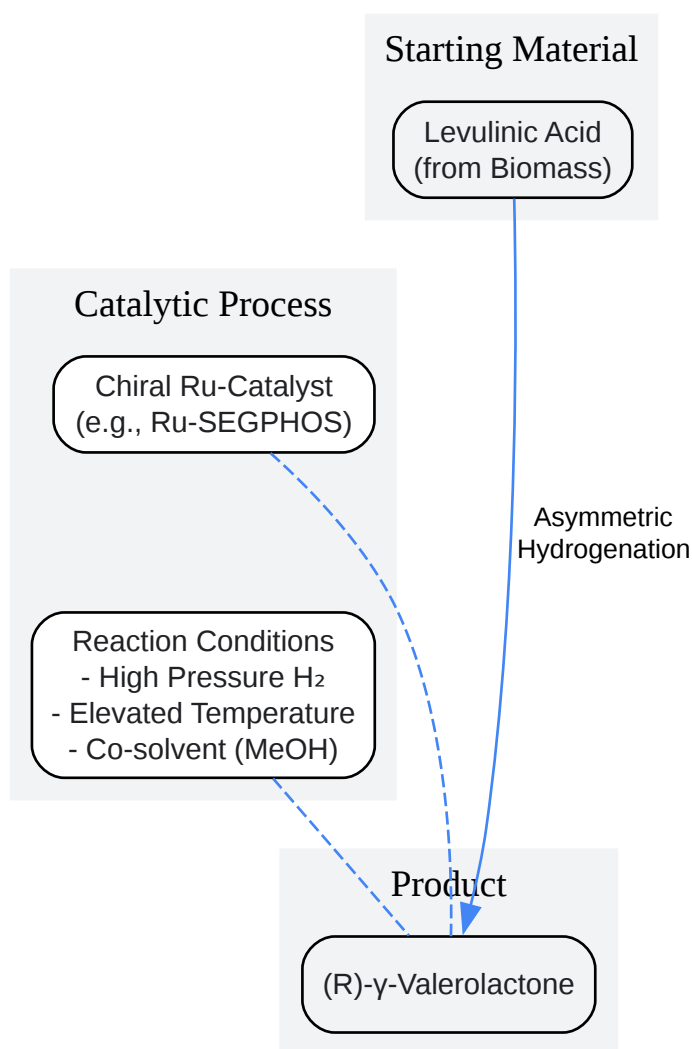 Starting Material
Levulinic Acid
(from Biomass)
Catalytic Process
Chiral Ru-Catalyst
(e.g., Ru-SEGPHOS)
Asymmetric
Hydrogenation
Reaction Conditions
- High Pressure H₂
- Elevated Temperature
- Co-solvent (MeOH)
Product
(R)-γ-Valerolactone